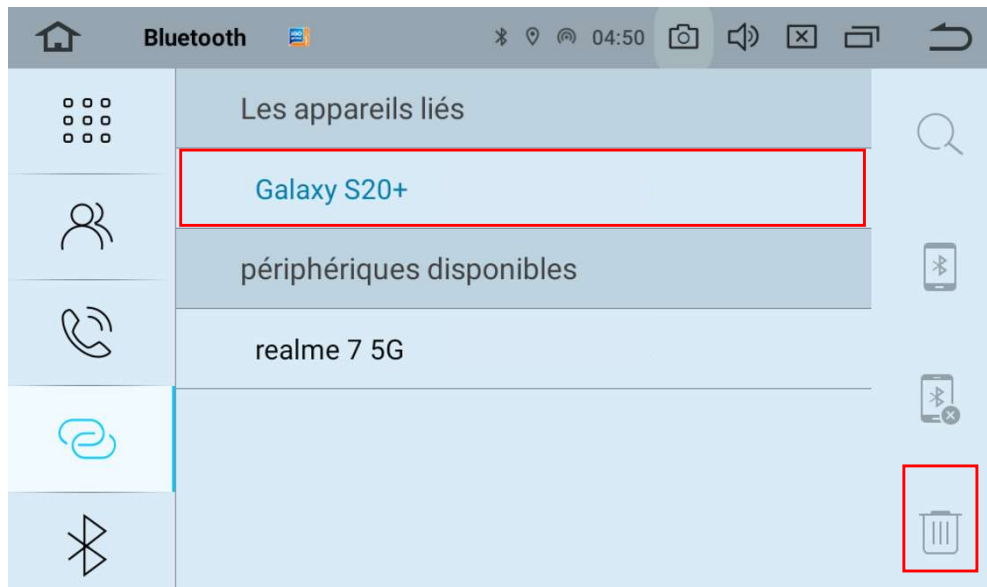 Bluetooth
04:50
Les appareils liés
Galaxy S20+
périphériques disponibles
realme 7 5G